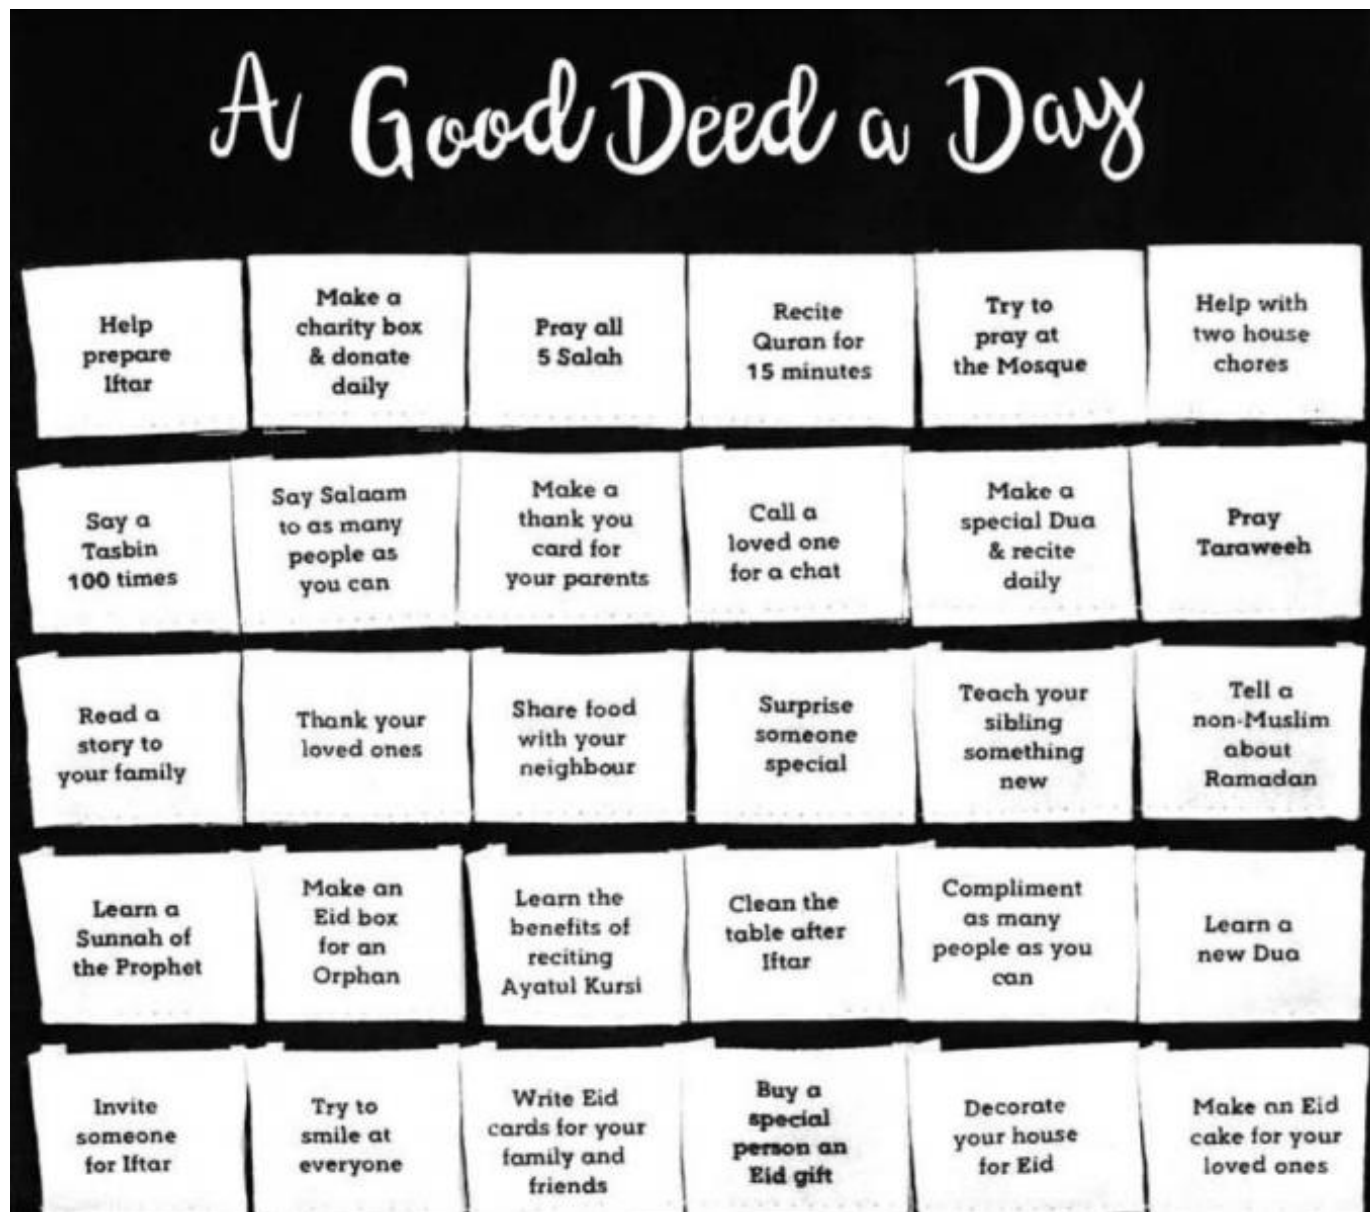 A Good Deed a Day
Help
prepare
Iftar
Make a
charity box
& donate
daily
Pray all
5 Salah
Recite
Quran for
15 minutes
Try to
pray at
the Mosque
Help with
two house
chores
Say a
Tasbin
100 times
Say Salaam
to as many
people as
you can
Make a
thank you
card for
your parents
Call a
loved one
for a chat
Make a
special Dua
& recite
daily
Pray
Taraweeh
Read a
story to
your family
Thank your
loved ones
Share food
with your
neighbour
Surprise
someone
special
Teach your
sibling
something
new
Tell a
non-Muslim
about
Ramadan
Learn a
Sunnah of
the Prophet
Make an
Eid box
for an
Orphan
Learn the
benefits of
reciting
Ayatul Kursi
Clean the
table after
Iftar
Compliment
as many
people as you
can
Learn a
new Dua
Invite
someone
for Iftar
Try to
smile at
everyone
Write Eid
cards for your
family and
friends
Buy a
special
person an
Eid gift
Decorate
your house
for Eid
Make an Eid
cake for your
loved ones